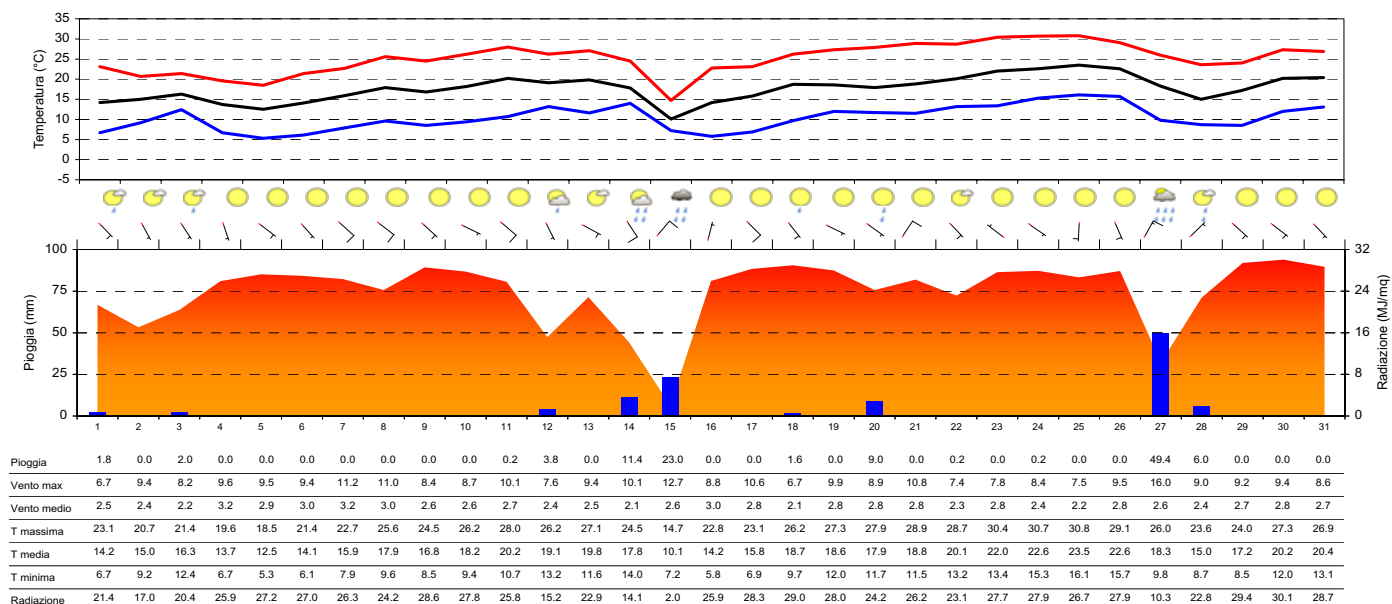 35
30
25
20
15
10
5
0
-5
Temperatura (°C)
100
75
50
25
0
Pioggia (mm)
32
24
16
8
0
Radiazione (MJ/mq)
1 2 3 4 5 6 7 8 9 10 11 12 13 14 15 16 17 18 19 20 21 22 23 24 25 26 27 28 29 30 31
Pioggia 1.8 0.0 2.0 0.0 0.0 0.0 0.0 0.0 0.0 0.0 0.2 3.8 0.0 11.4 23.0 0.0 0.0 1.6 0.0 9.0 0.0 0.2 0.0 0.2 0.0 0.0 49.4 6.0 0.0 0.0 0.0
Vento max 6.7 9.4 8.2 9.6 9.5 9.4 11.2 11.0 8.4 8.7 10.1 7.6 9.4 10.1 12.7 8.8 10.6 6.7 9.9 8.9 10.8 7.4 7.8 8.4 7.5 9.5 16.0 9.0 9.2 9.4 8.6
Vento medio 2.5 2.4 2.2 3.2 2.9 3.0 3.2 3.0 2.6 2.6 2.7 2.4 2.5 2.1 2.6 3.0 2.8 2.1 2.8 2.8 2.8 2.3 2.8 2.4 2.2 2.8 2.6 2.4 2.7 2.8 2.7
T massima 23.1 20.7 21.4 19.6 18.5 21.4 22.7 25.6 24.5 26.2 28.0 26.2 27.1 24.5 14.7 22.8 23.1 26.2 27.3 27.9 28.9 28.7 30.4 30.7 30.8 29.1 26.0 23.6 24.0 27.3 26.9
T media 14.2 15.0 16.3 13.7 12.5 14.1 15.9 17.9 16.8 18.2 20.2 19.1 19.8 17.8 10.1 14.2 15.8 18.7 18.6 17.9 18.8 20.1 22.0 22.6 23.5 22.6 18.3 15.0 17.2 20.2 20.4
T minima 6.7 9.2 12.4 6.7 5.3 6.1 7.9 9.6 8.5 9.4 10.7 13.2 11.6 14.0 7.2 5.8 6.9 9.7 12.0 11.7 11.5 13.2 13.4 15.3 16.1 15.7 9.8 8.7 8.5 12.0 13.1
Radiazione 21.4 17.0 20.4 25.9 27.2 27.0 26.3 24.2 28.6 27.8 25.8 15.2 22.9 14.1 2.0 25.9 28.3 29.0 28.0 24.2 26.2 23.1 27.7 27.9 26.7 27.9 10.3 22.8 29.4 30.1 28.7